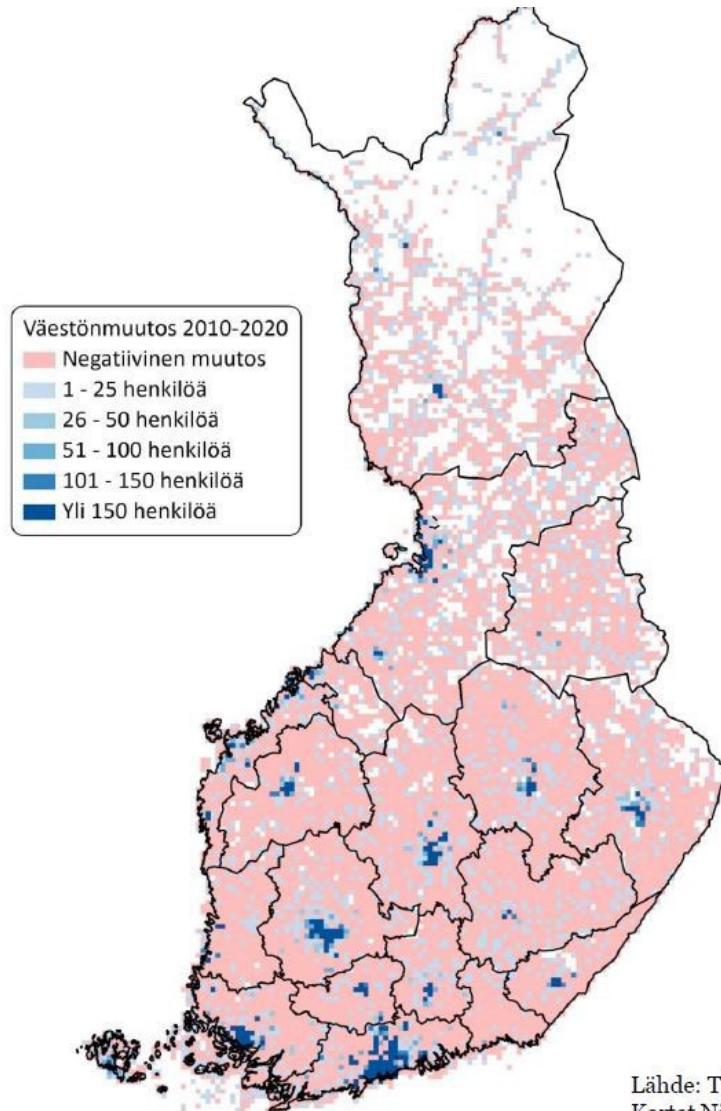 Väestönmuutos 2010-2020
Negatiivinen muutos
1 - 25 henkilöä
26 - 50 henkilöä
51 - 100 henkilöä
101 - 150 henkilöä
Yli 150 henkilöä
Lähde: T